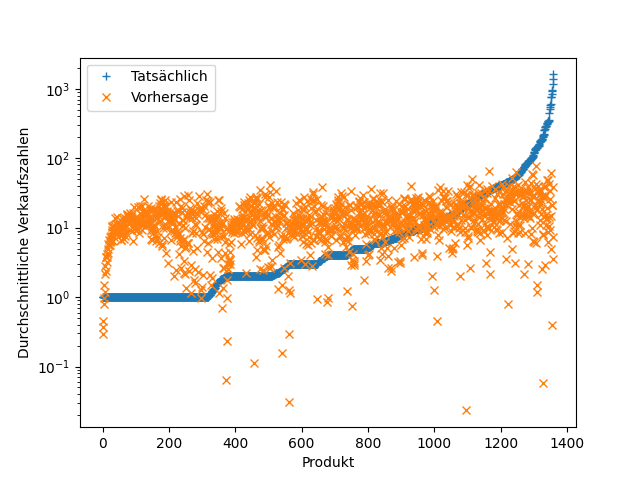 Tatsächlich
Vorhersage
Durchschnittliche Verkaufszahlen
10³
10²
10¹
10⁰
10⁻¹
0 200 400 600 800 1000 1200 1400
Produkt